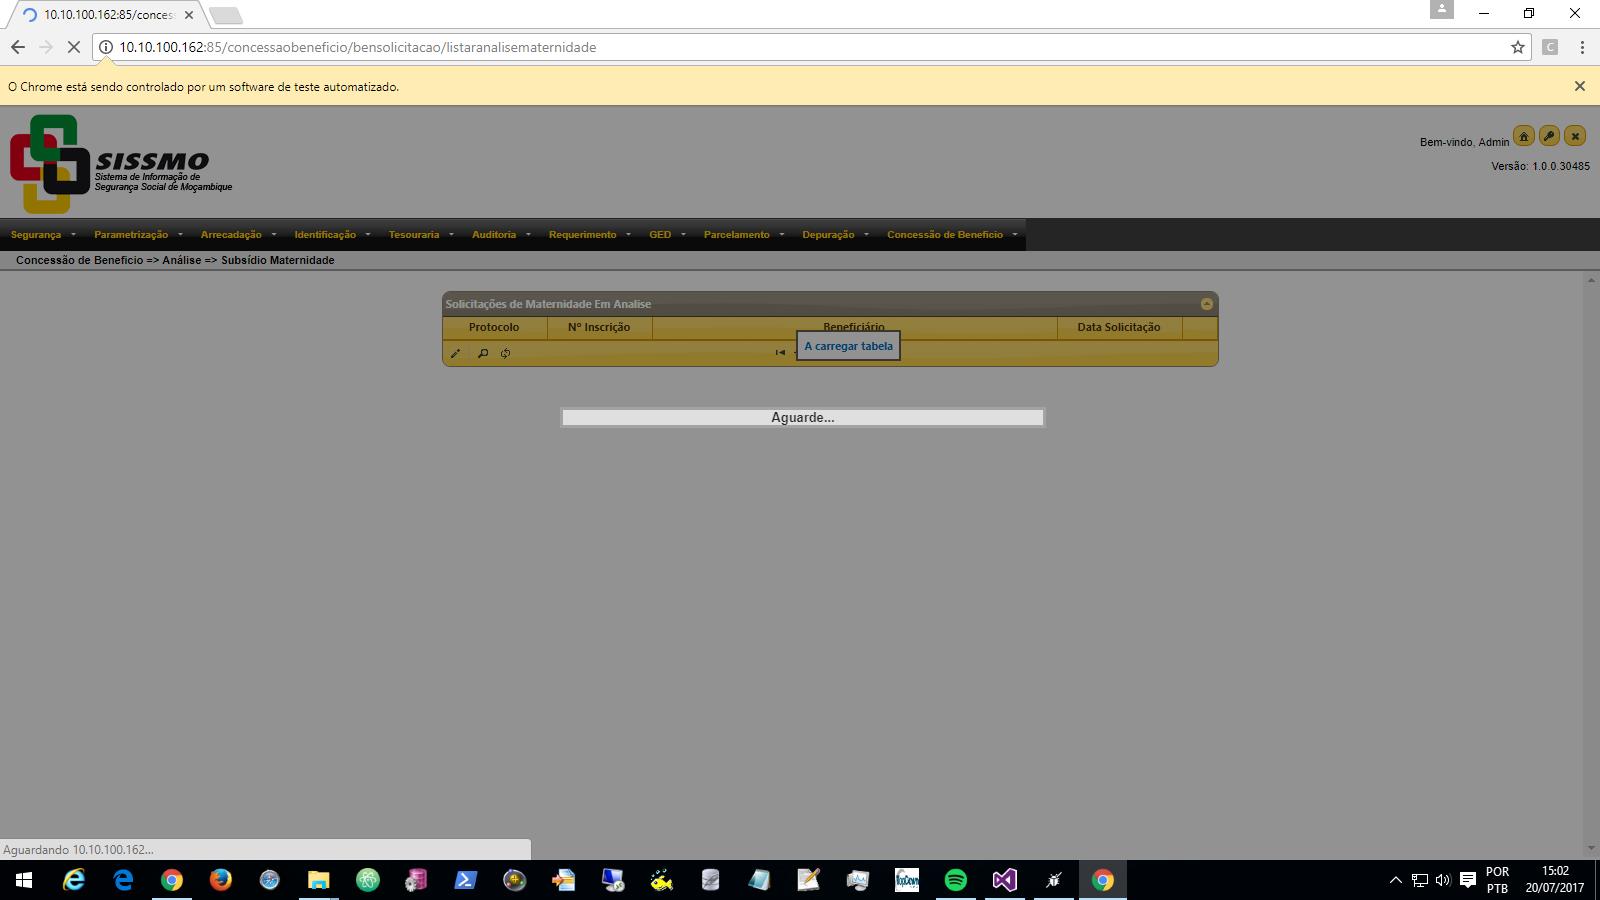 10.10.100.162:85/conces
10.10.100.162:85/concessaobeneficio/bensolicitacao/listaranalisematernidade
C
O Chrome está sendo controlado por um software de teste automatizado.
SISSMO
Sistema de Informação de
Segurança Social de Moçambique
Bem-vindo, Admin
Versão: 1.0.0.30485
Segurança Parametrização Arrecadação Identificação Tesouraria Auditoria Requerimento GED Parcelamento Depuração Concessão de Beneficio
Concessão de Beneficio => Análise => Subsídio Maternidade
Solicitações de Maternidade Em Analise
Protocolo Nº Inscrição Beneficiário Data Solicitação
A carregar tabela
Aguarde...
Aguardando 10.10.100.162...
POR 15:02
PTB 20/07/2017